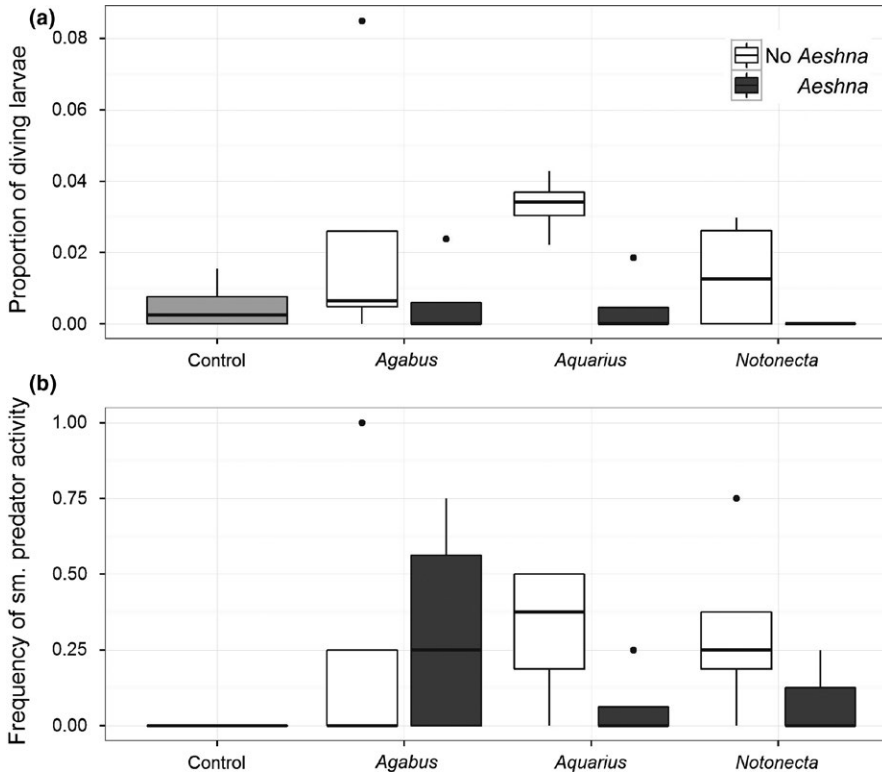 (a)
Proportion of diving larvae
0.08
0.06
0.04
0.02
0.00
No Aeshna
Aeshna
Control Agabus Aquarius Notonecta
(b)
Frequency of sm. predator activity
1.00
0.75
0.50
0.25
0.00
Control Agabus Aquarius Notonecta